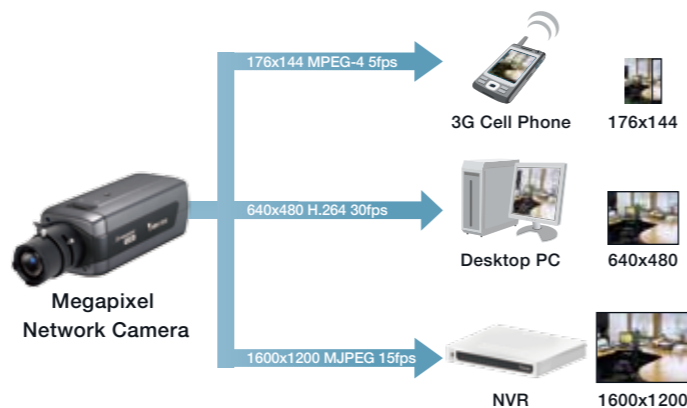 176x144 MPEG-4 5fps
3G Cell Phone
176x144
640x480 H.264 30fps
Desktop PC
640x480
Megapixel
Network Camera
1600x1200 MJPEG 15fps
NVR
1600x1200